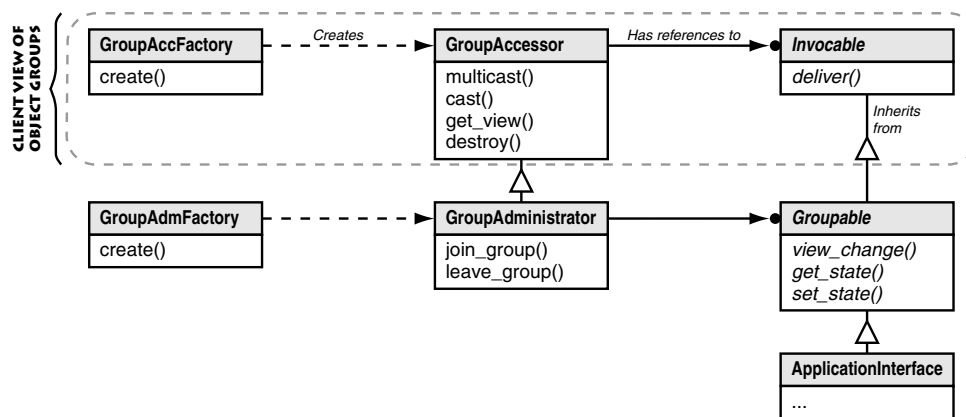 CLIENT VIEW OF
OBJECT GROUPS
GroupAccFactory
create()
Creates
GroupAccessor
multicast()
cast()
get_view()
destroy()
Has references to
Invocable
deliver()
Inherits
from
GroupAdmFactory
create()
GroupAdministrator
join_group()
leave_group()
Groupable
view_change()
get_state()
set_state()
ApplicationInterface
...